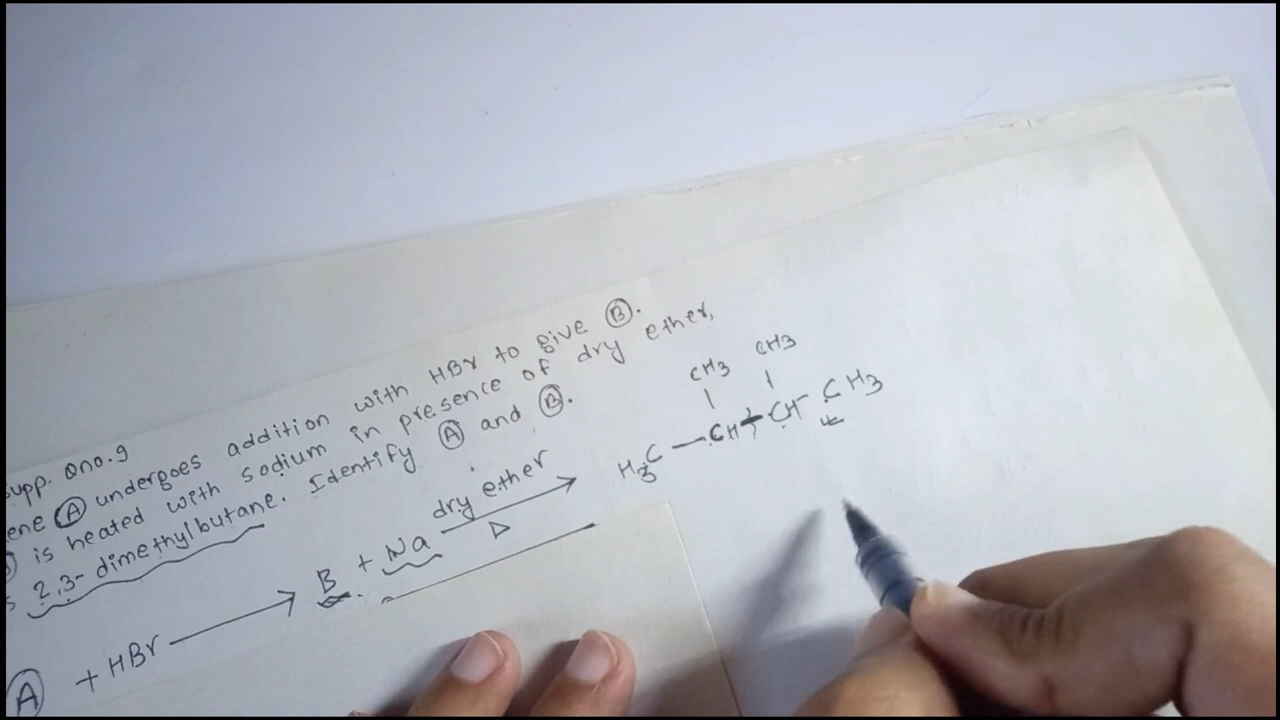 supp. Qno.9
ene Ⓐ undergoes addition with HBr to give Ⓑ.
is heated with sodium in presence of dry ether,
s 2,3-dimethylbutane. Identify Ⓐ and Ⓑ.
Ⓐ + HBr ⟶ B + Na dry ether ⟶ Δ H₃C—CH—CH—CH₃
CH₃ CH₃